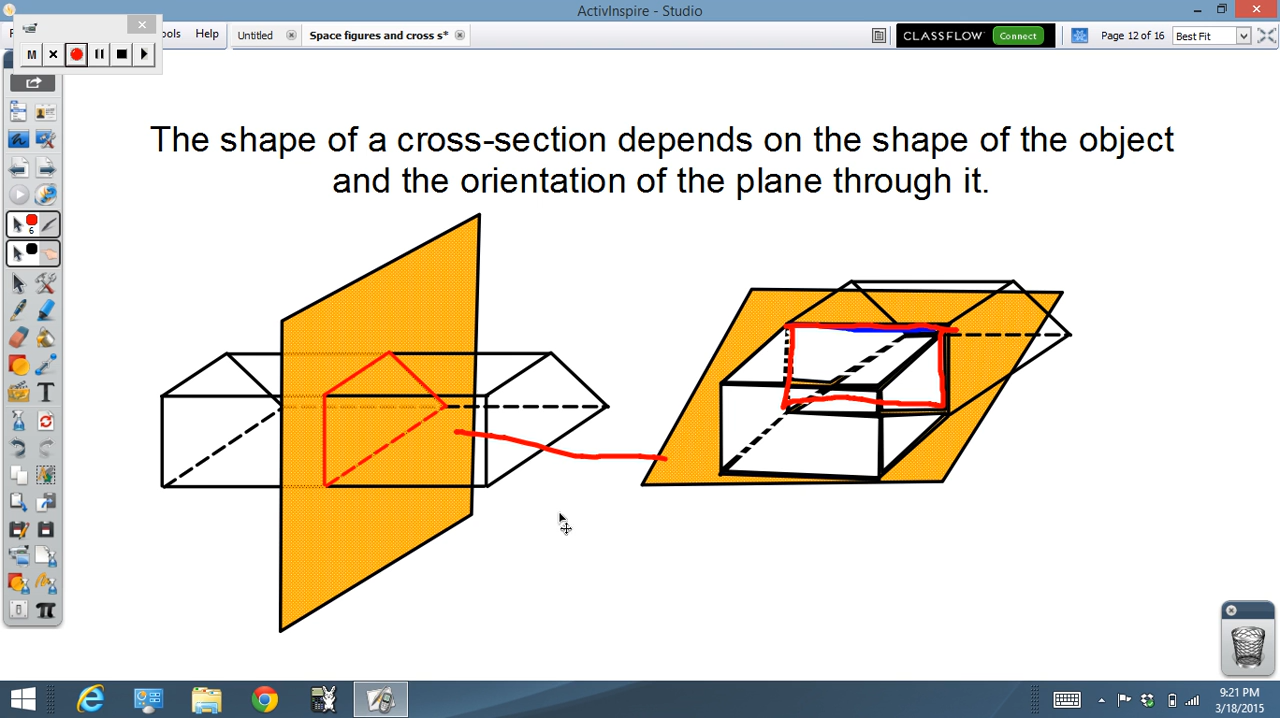 ActivInspire - Studio
ools Help
Untitled
Space figures and cross s*
CLASSFLOW Connect
Page 12 of 16
Best Fit
M
The shape of a cross-section depends on the shape of the object
and the orientation of the plane through it.
6
T
π
9:21 PM
3/18/2015